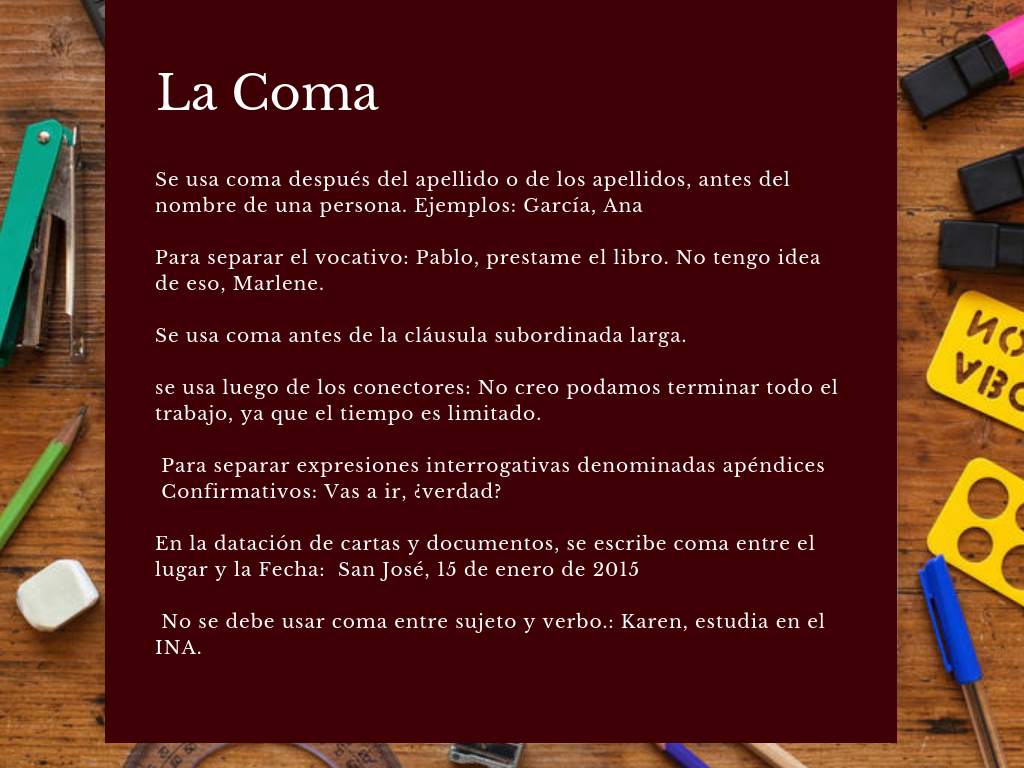 La Coma
Se usa coma después del apellido o de los apellidos, antes del
nombre de una persona. Ejemplos: García, Ana
Para separar el vocativo: Pablo, prestame el libro. No tengo idea
de eso, Marlene.
Se usa coma antes de la cláusula subordinada larga.
se usa luego de los conectores: No creo podamos terminar todo el
trabajo, ya que el tiempo es limitado.
Para separar expresiones interrogativas denominadas apéndices
Confirmativos: Vas a ir, ¿verdad?
En la datación de cartas y documentos, se escribe coma entre el
lugar y la Fecha:  San José, 15 de enero de 2015
No se debe usar coma entre sujeto y verbo.: Karen, estudia en el
INA.